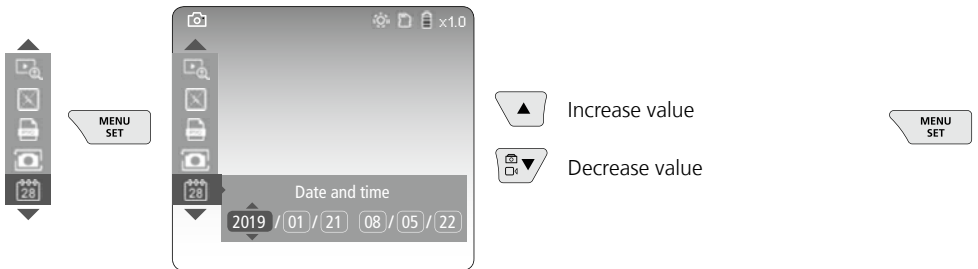 x1.0
MENU
SET
28
Date and time
2019 / 01 / 21 08 / 05 / 22
Increase value
Decrease value
MENU
SET